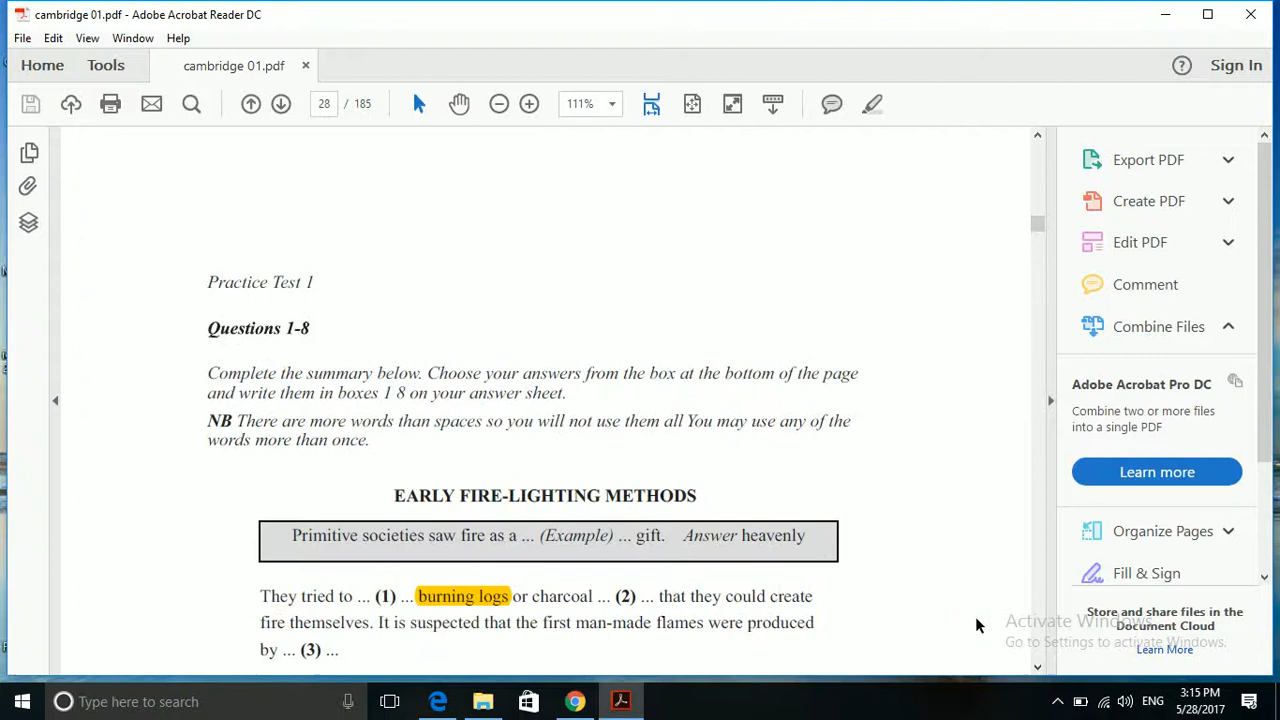 cambridge 01.pdf - Adobe Acrobat Reader DC
File Edit View Window Help
Home Tools cambridge 01.pdf × Sign In
28 / 185 111%
Export PDF
Create PDF
Edit PDF
Comment
Combine Files
Adobe Acrobat Pro DC
Combine two or more files
into a single PDF
Learn more
Organize Pages
Fill & Sign
Store and share files in the
Document Cloud
Learn More
Practice Test 1
Questions 1-8
Complete the summary below. Choose your answers from the box at the bottom of the page
and write them in boxes 1 8 on your answer sheet.
NB There are more words than spaces so you will not use them all You may use any of the
words more than once.
EARLY FIRE-LIGHTING METHODS
Primitive societies saw fire as a ... (Example) ... gift. Answer heavenly
They tried to ... (1) ... burning logs or charcoal ... (2) ... that they could create
fire themselves. It is suspected that the first man-made flames were produced
by ... (3) ...
Activate Windows
Go to Settings to activate Windows.
Type here to search
ENG
3:15 PM
5/28/2017